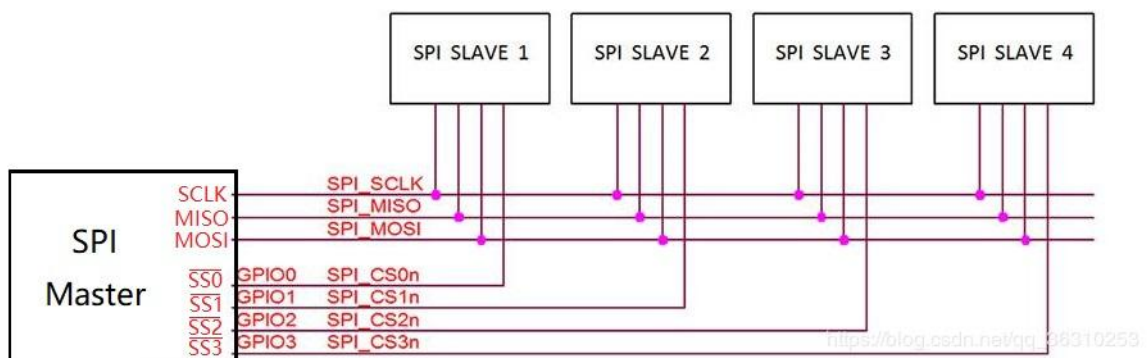 SPI SLAVE 1
SPI SLAVE 2
SPI SLAVE 3
SPI SLAVE 4
SPI Master
SCLK SPI_SCLK
MISO SPI_MISO
MOSI SPI_MOSI
SS0 GPIO0 SPI_CS0n
SS1 GPIO1 SPI_CS1n
SS2 GPIO2 SPI_CS2n
SS3 GPIO3 SPI_CS3n
https://blog.csdn.net/qq_36310253